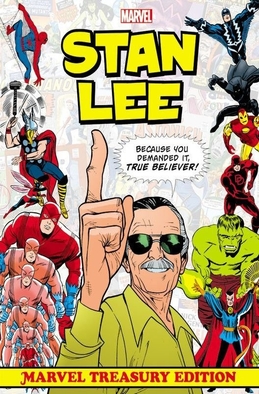 MARVEL
STAN
LEE
BECAUSE YOU
DEMANDED IT,
TRUE BELIEVER!
MARVEL TREASURY EDITION